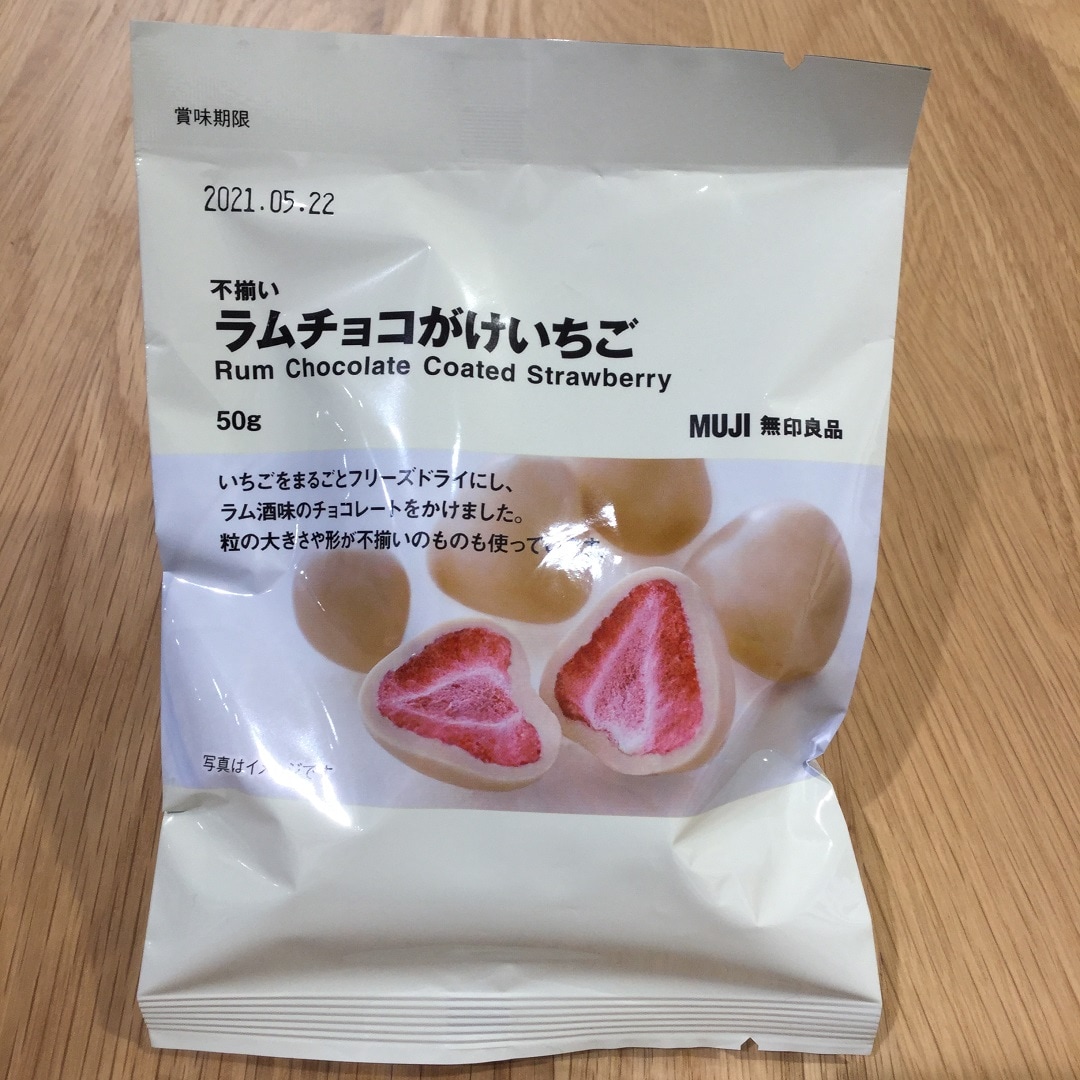 賞味期限
2021.05.22
不揃い
ラムチョコがけいちご
Rum Chocolate Coated Strawberry
50g
MUJI 無印良品
いちごをまるごとフリーズドライにし、
ラム酒味のチョコレートをかけました。
粒の大きさや形が不揃いのものも使って
写真は